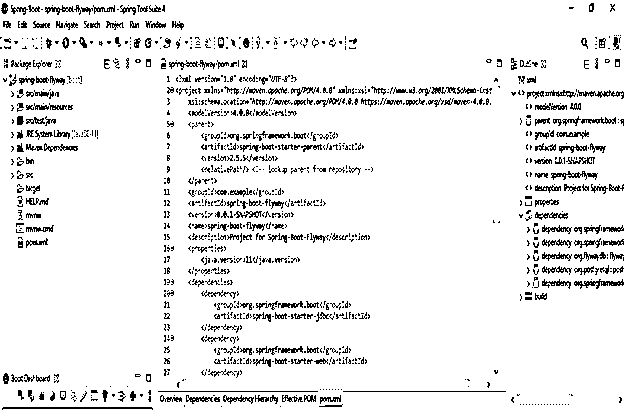 Spring-Boot - spring-boot-flyway/pom.xml - Spring Tool Suite 4
File Edit Source Navigate Search Project Run Window Help
Package Explorer
spring-boot-flyway [boot]
src/main/java
src/main/resources
src/test/java
JRE System Library [JavaSE-11]
Maven Dependencies
bin
src
target
HELP.md
mvnw
mvnw.cmd
pom.xml
Boot Dashboard
spring-boot-flyway/pom.xml
1 <?xml version="1.0" encoding="UTF-8"?>
2 <project xmlns="http://maven.apache.org/POM/4.0.0" xmlns:xsi="http://www.w3.org/2001/XMLSchema-inst
3 xsi:schemaLocation="http://maven.apache.org/POM/4.0.0 https://maven.apache.org/xsd/maven-4.0.0.
4 <modelVersion>4.0.0</modelVersion>
5 <parent>
6 <groupId>org.springframework.boot</groupId>
7 <artifactId>spring-boot-starter-parent</artifactId>
8 <version>2.5.5</version>
9 <relativePath/> <!-- lookup parent from repository -->
10 </parent>
11 <groupId>com.example</groupId>
12 <artifactId>spring-boot-flyway</artifactId>
13 <version>0.0.1-SNAPSHOT</version>
14 <name>spring-boot-flyway</name>
15 <description>Project for Spring-Boot-flyway</description>
16 <properties>
17 <java.version>11</java.version>
18 </properties>
19 <dependencies>
20 <dependency>
21 <groupId>org.springframework.boot</groupId>
22 <artifactId>spring-boot-starter-jdbc</artifactId>
23 </dependency>
24 <dependency>
25 <groupId>org.springframework.boot</groupId>
26 <artifactId>spring-boot-starter-web</artifactId>
27 </dependency>
Overview Dependencies Dependency Hierarchy Effective POM pom.xml
Outline
xml
project xmlns=http://maven.apache.org
modelVersion 4.0.0
parent org.springframework.boot : sp
groupId com.example
artifactId spring-boot-flyway
version 0.0.1-SNAPSHOT
name spring-boot-flyway
description Project for Spring-Boot-F
properties
dependencies
dependency org.springframework
dependency org.springframework
dependency org.flywaydb : flyway
dependency org.postgresql : post
dependency org.springframework
build